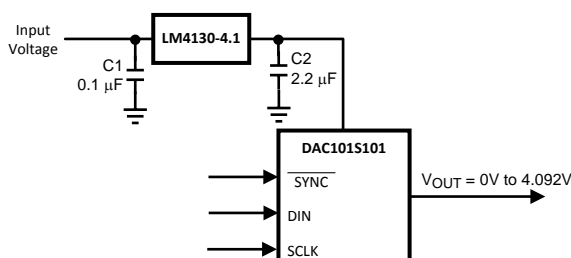 Input
Voltage
LM4130-4.1
C1
0.1 μF
C2
2.2 μF
DAC101S101
SYNC
VOUT = 0V to 4.092V
DIN
SCLK